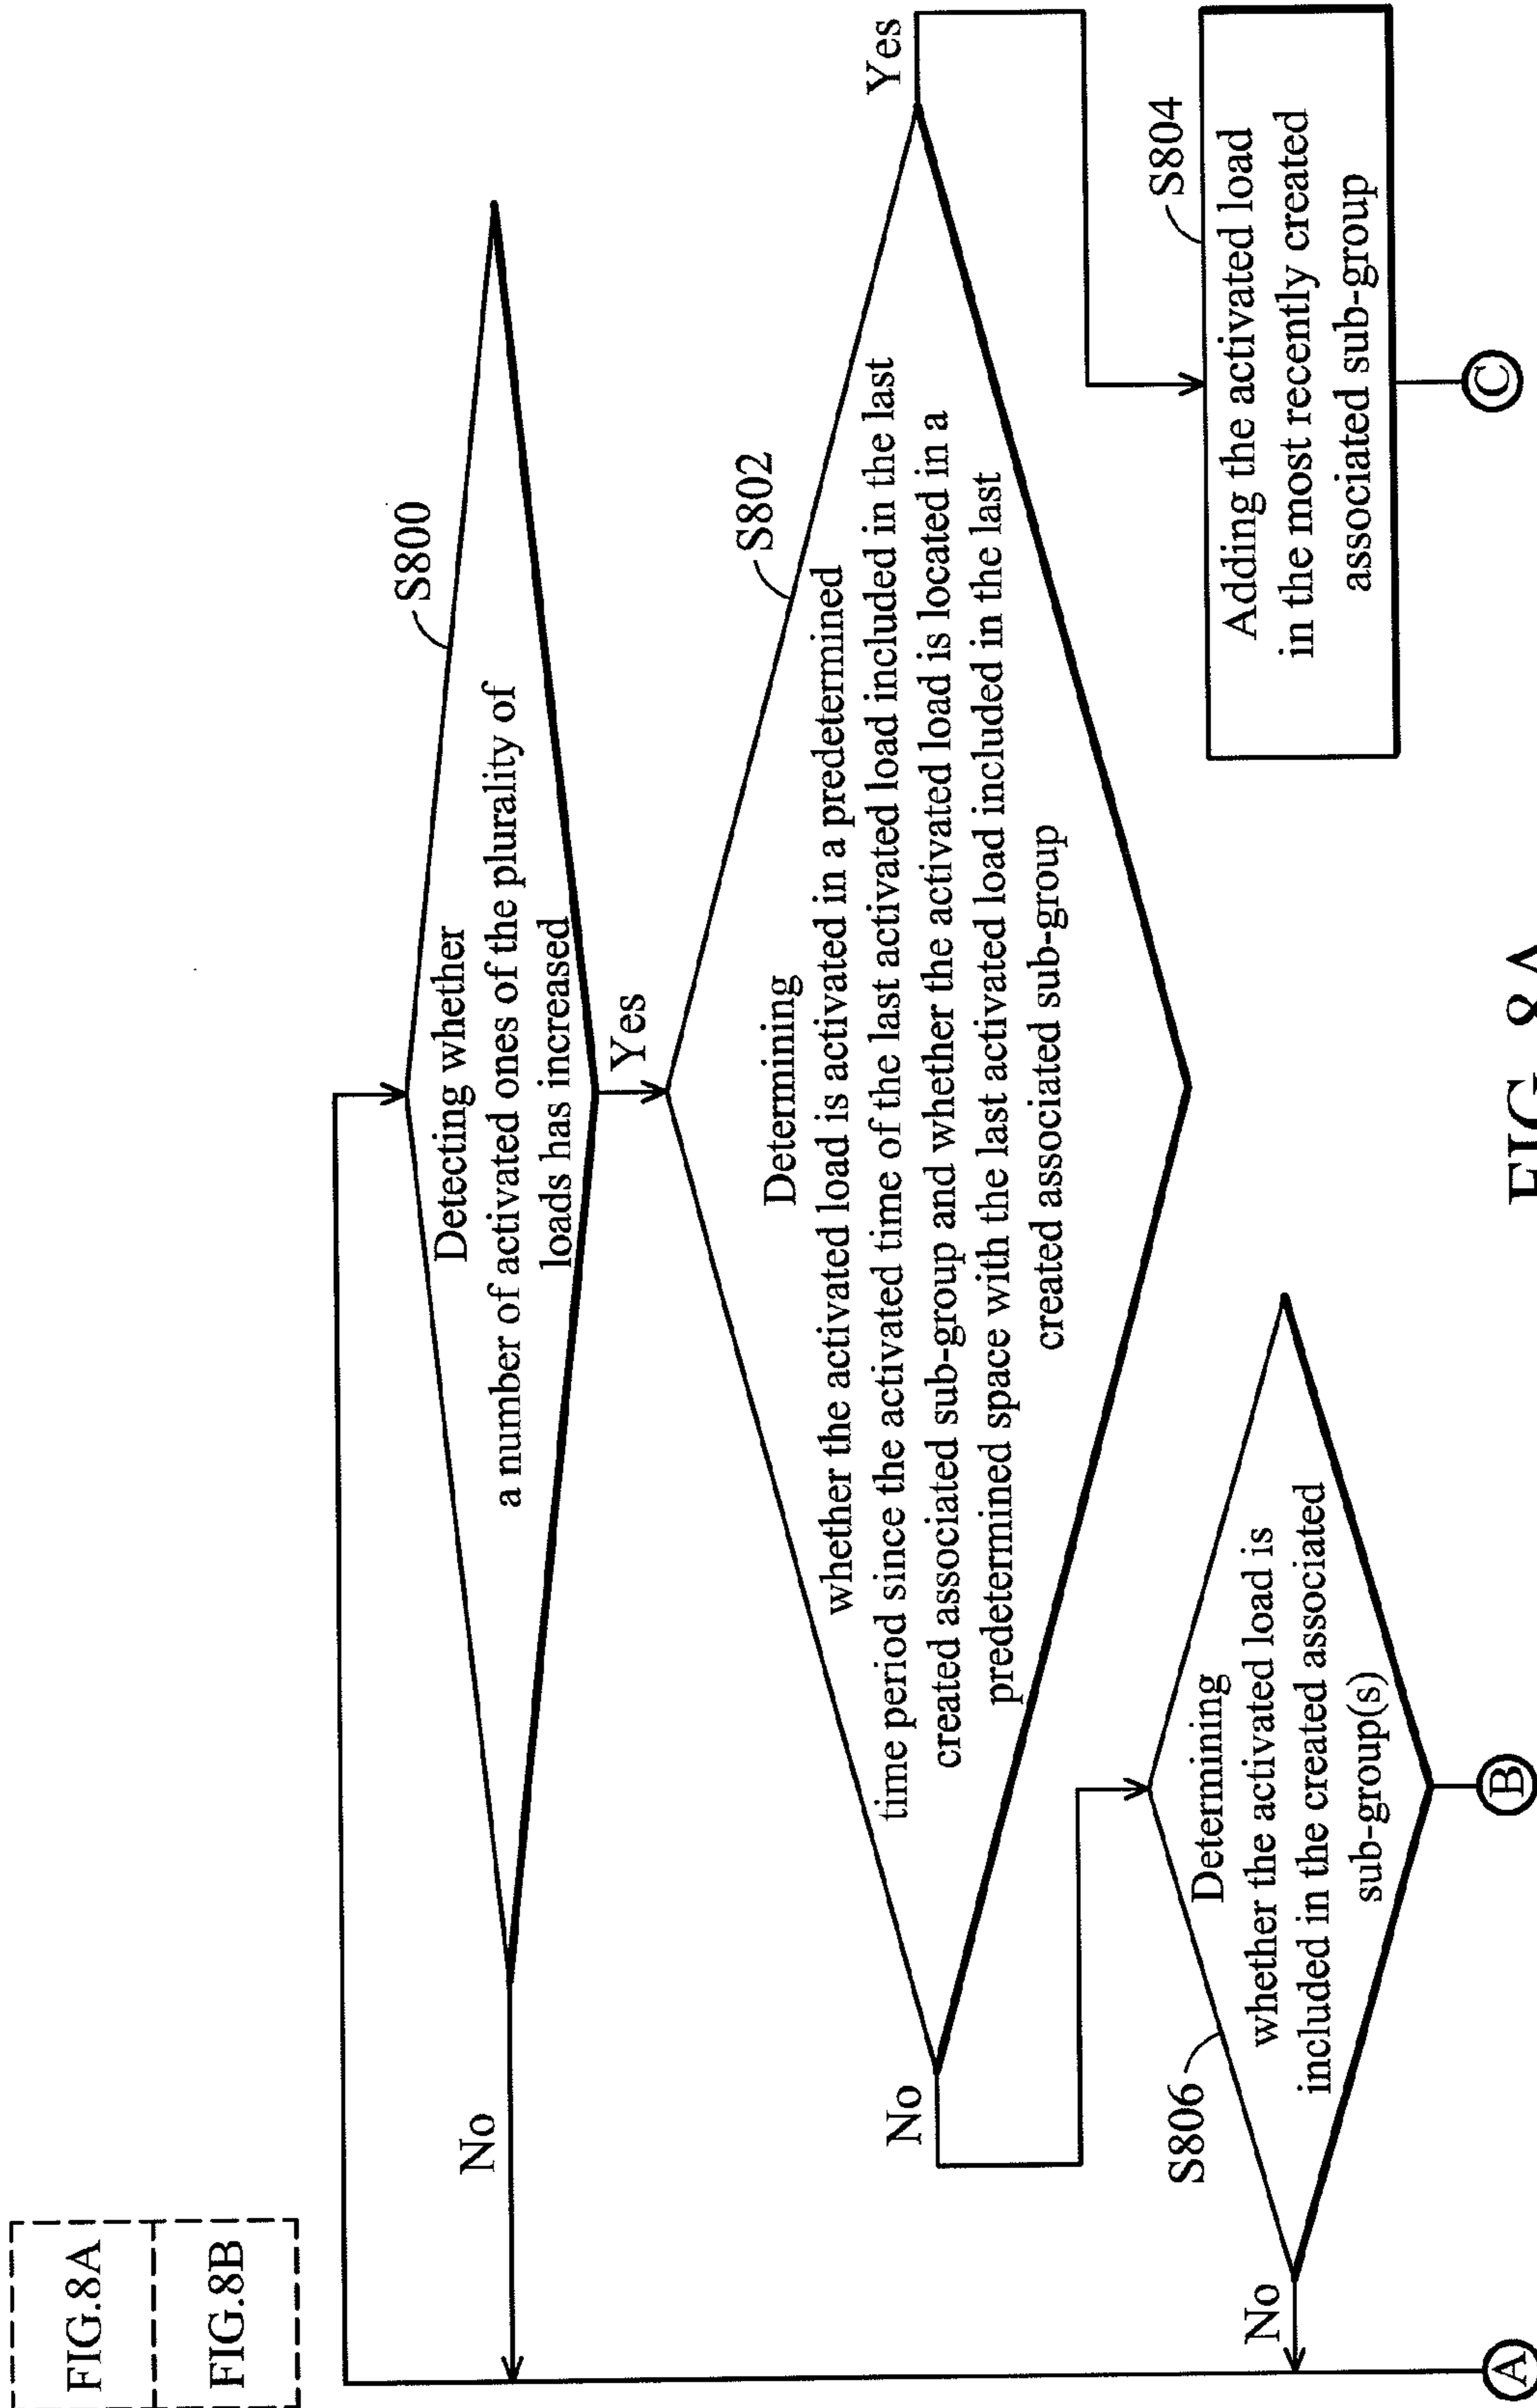 FIG.8A
FIG.8B
Detecting whether
a number of activated ones of the plurality of
loads has increased
S800
No
Yes
Determining
whether the activated load is activated in a predetermined
time period since the activated time of the last activated load included in the last
created associated sub-group and whether the activated load is located in a
predetermined space with the last activated load included in the last
created associated sub-group
S802
No
Yes
S806
Determining
whether the activated load is
included in the created associated
sub-group(s)
No
S804
Adding the activated load
in the most recently created
associated sub-group
A
B
C
FIG. 8A